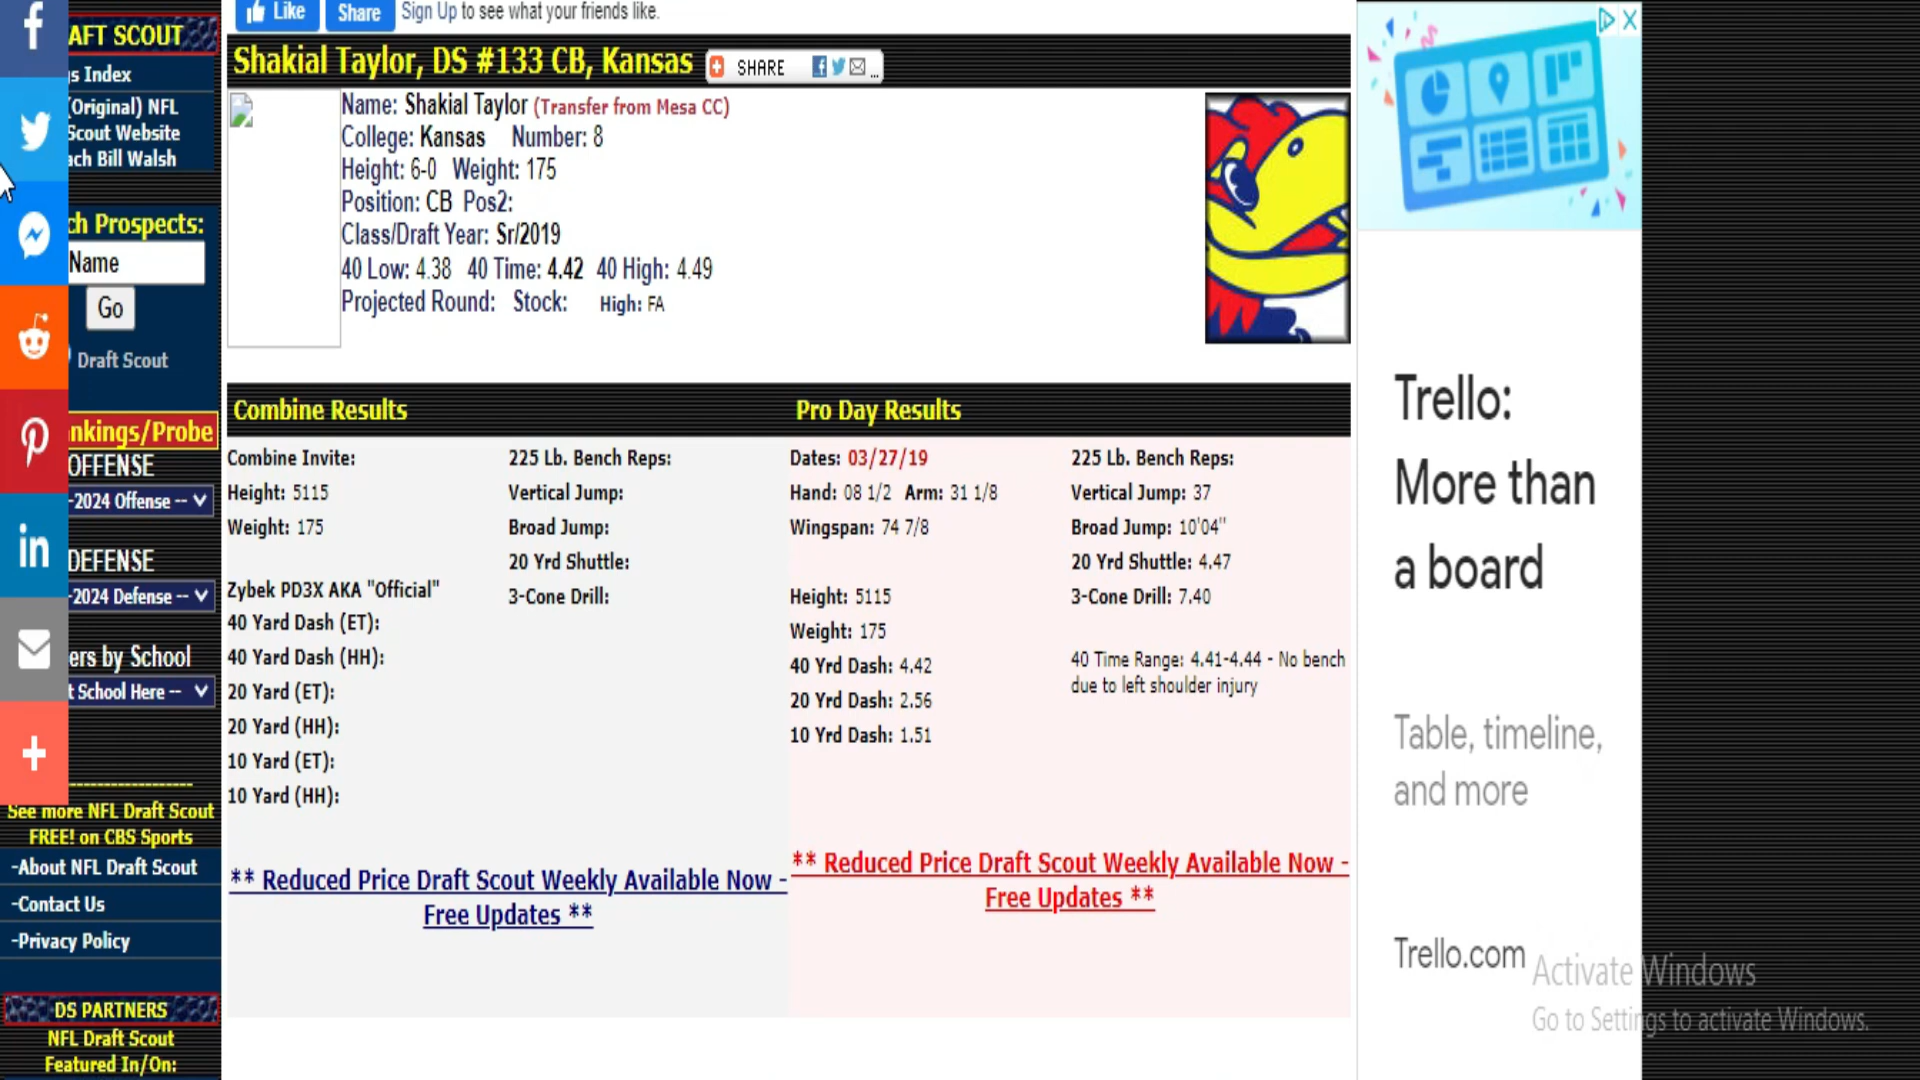 Like Share Sign Up to see what your friends like.
AFT SCOUT
s Index
(Original) NFL
Scout Website
ach Bill Walsh
ch Prospects:
Name
Go
Draft Scout
nkings/Probe
OFFENSE
-2024 Offense --
DEFENSE
-2024 Defense --
ers by School
t School Here --
See more NFL Draft Scout
FREE! on CBS Sports
-About NFL Draft Scout
-Contact Us
-Privacy Policy
DS PARTNERS
NFL Draft Scout
Featured In/On:
Shakial Taylor, DS #133 CB, Kansas SHARE ...
Name: Shakial Taylor (Transfer from Mesa CC)
College: Kansas Number: 8
Height: 6-0 Weight: 175
Position: CB Pos2:
Class/Draft Year: Sr/2019
40 Low: 4.38 40 Time: 4.42 40 High: 4.49
Projected Round: Stock: High: FA
Combine Results
Combine Invite:
Height: 5115
Weight: 175
Zybek PD3X AKA "Official"
40 Yard Dash (ET):
40 Yard Dash (HH):
20 Yard (ET):
20 Yard (HH):
10 Yard (ET):
10 Yard (HH):
225 Lb. Bench Reps:
Vertical Jump:
Broad Jump:
20 Yrd Shuttle:
3-Cone Drill:
** Reduced Price Draft Scout Weekly Available Now -
Free Updates **
Pro Day Results
Dates: 03/27/19
Hand: 08 1/2 Arm: 31 1/8
Wingspan: 74 7/8
Height: 5115
Weight: 175
40 Yrd Dash: 4.42
20 Yrd Dash: 2.56
10 Yrd Dash: 1.51
225 Lb. Bench Reps:
Vertical Jump: 37
Broad Jump: 10'04"
20 Yrd Shuttle: 4.47
3-Cone Drill: 7.40
40 Time Range: 4.41-4.44 - No bench
due to left shoulder injury
** Reduced Price Draft Scout Weekly Available Now -
Free Updates **
Trello:
More than
a board
Table, timeline,
and more
Trello.com
Activate Windows
Go to Settings to activate Windows.